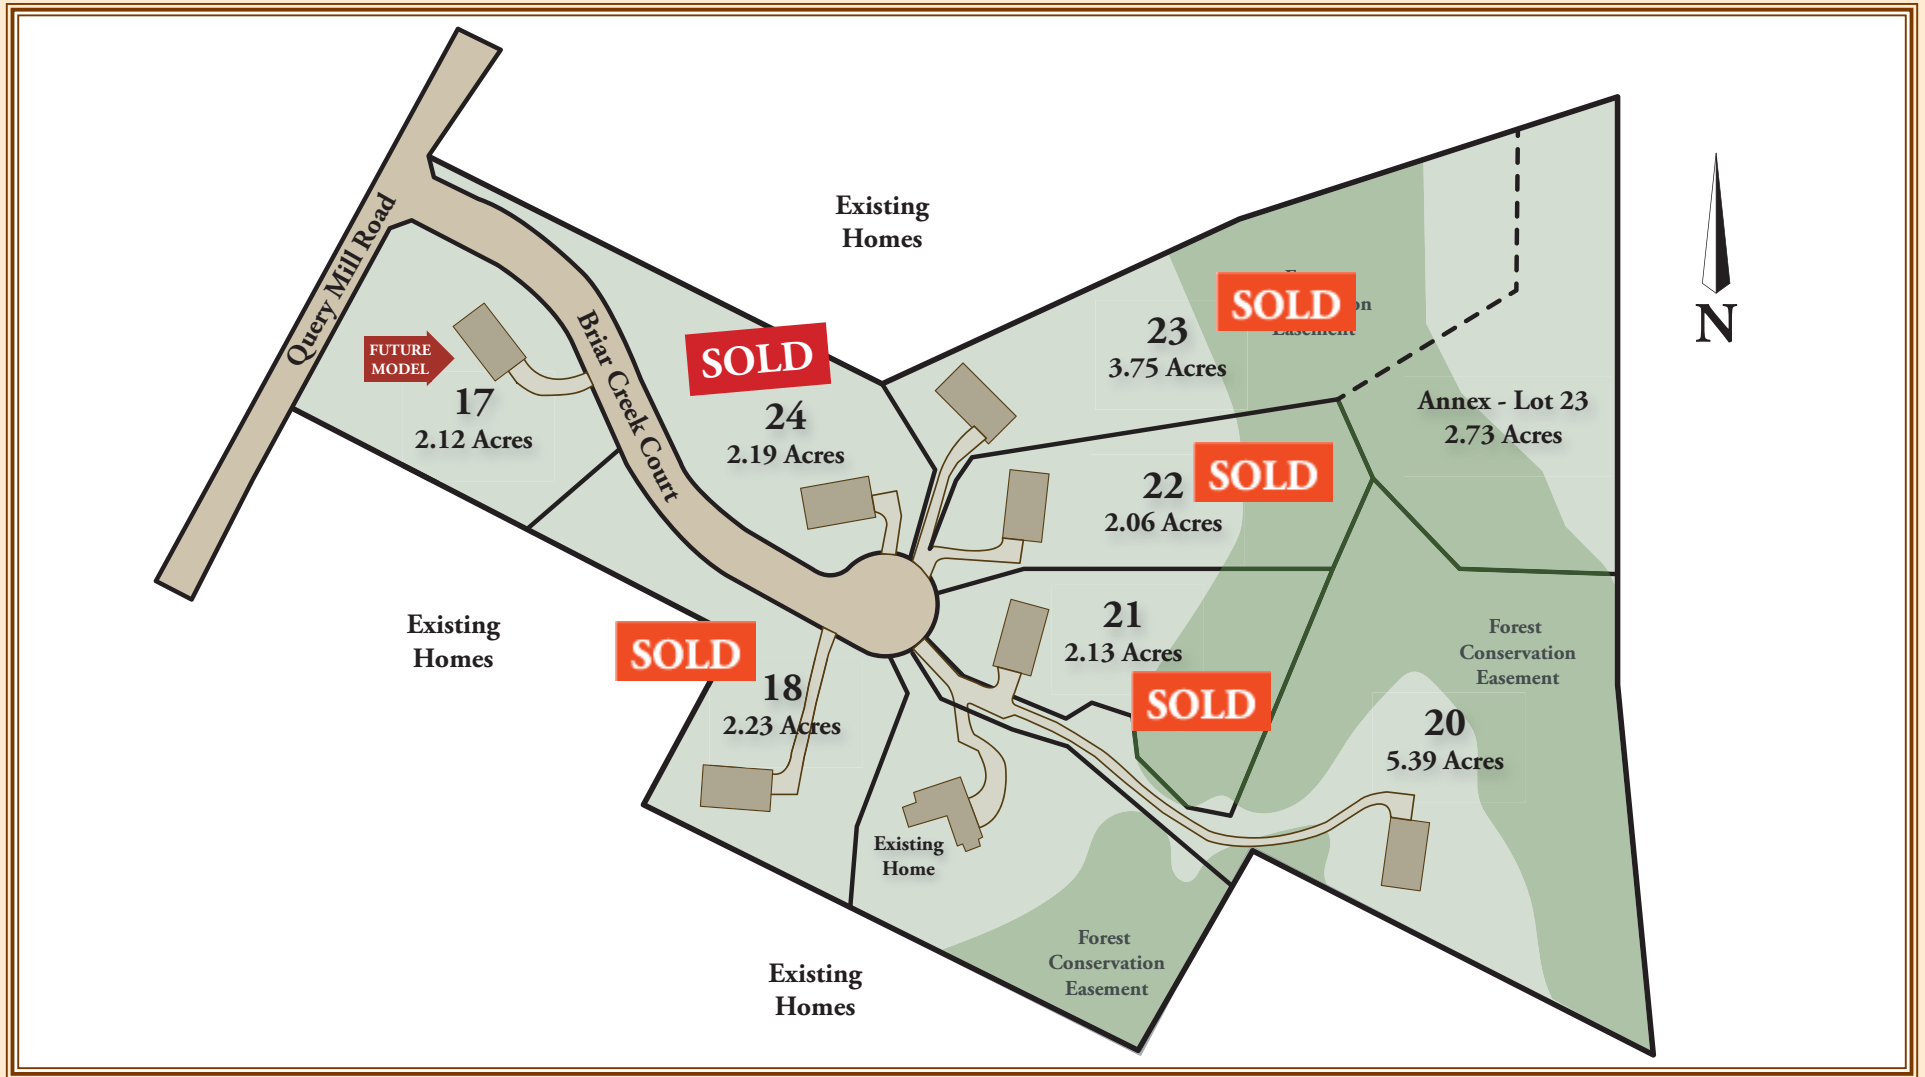 Query Mill Road
Briar Creek Court
Existing
Homes
FUTURE
MODEL
17
2.12 Acres
SOLD
24
2.19 Acres
23
3.75 Acres
SOLD
Easement
N
Annex - Lot 23
2.73 Acres
22
2.06 Acres
SOLD
21
2.13 Acres
SOLD
Existing
Homes
SOLD
18
2.23 Acres
Forest
Conservation
Easement
20
5.39 Acres
Existing
Home
Forest
Conservation
Easement
Existing
Homes